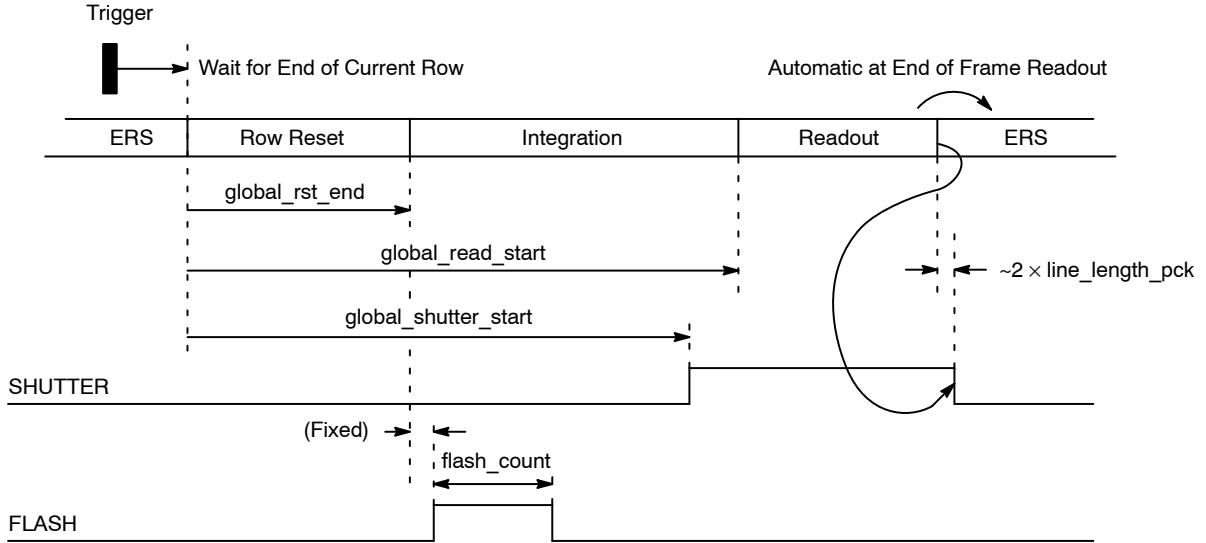 Trigger
Wait for End of Current Row
Automatic at End of Frame Readout
ERS
Row Reset
Integration
Readout
ERS
global_rst_end
global_read_start
~2 × line_length_pck
global_shutter_start
SHUTTER
(Fixed)
flash_count
FLASH